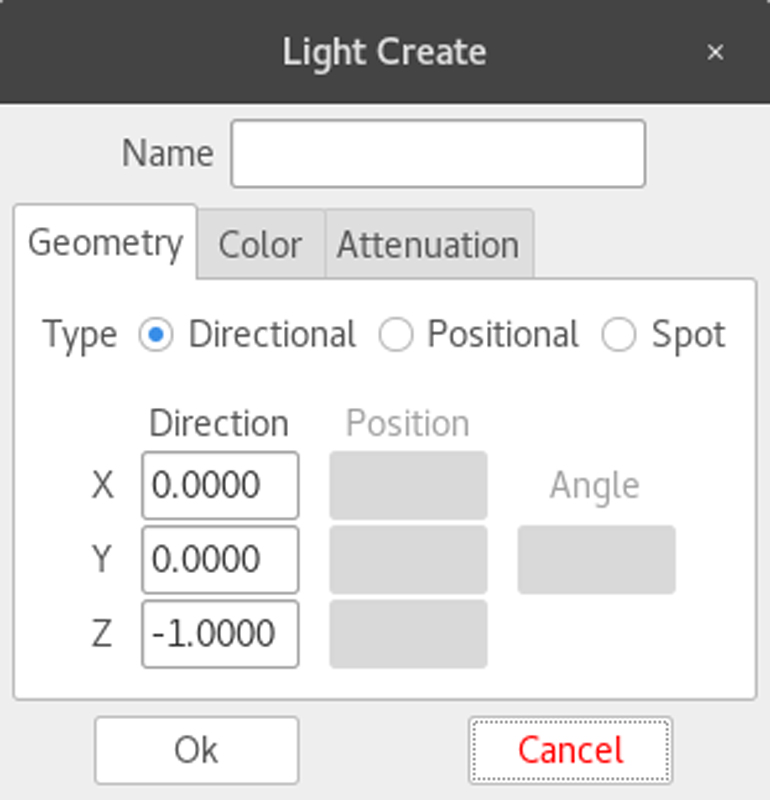 Light Create ×
Name
Geometry Color Attenuation
Type Directional Positional Spot
Direction Position
X 0.0000 Angle
Y 0.0000
Z -1.0000
Ok Cancel